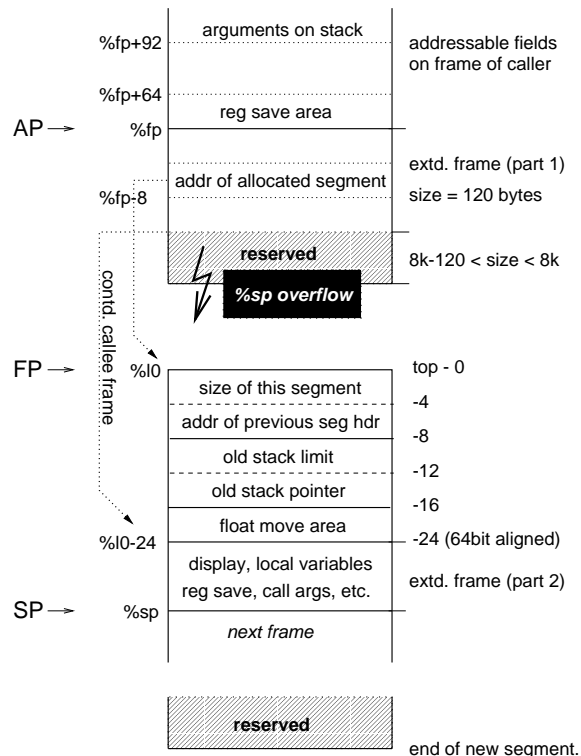 %fp+92
arguments on stack
addressable fields
on frame of caller
%fp+64
reg save area
AP
%fp
extd. frame (part 1)
addr of allocated segment
%fp-8
size = 120 bytes
reserved
8k-120 < size < 8k
%sp overflow
contd. callee frame
FP
%l0
top - 0
size of this segment
-4
addr of previous seg hdr
-8
old stack limit
-12
old stack pointer
-16
float move area
%l0-24
-24 (64bit aligned)
display, local variables
reg save, call args, etc.
extd. frame (part 2)
SP
%sp
next frame
reserved
end of new segment.